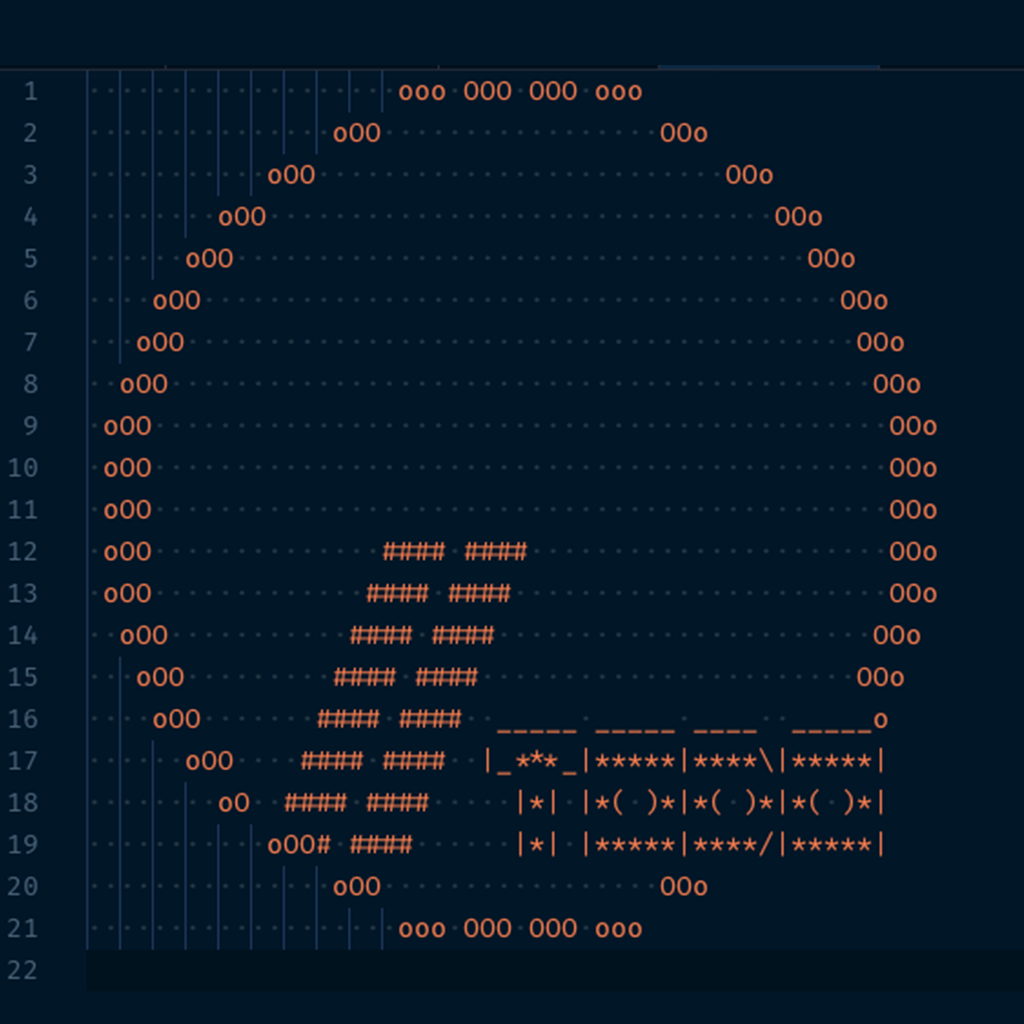 1 ooo OOO OOO ooo
2 oOO OOo
3 oOO OOo
4 oOO OOo
5 oOO OOo
6 oOO OOo
7 oOO OOo
8 oOO OOo
9 oOO OOo
10 oOO OOo
11 oOO OOo
12 oOO #### #### OOo
13 oOO #### #### OOo
14 oOO #### #### OOo
15 oOO #### #### OOo
16 oOO #### #### _____ _____ ____ _____o
17 oOO #### #### |_***_|*****|****\|*****|
18 oO #### #### |*| |*( )*|*( )*|*( )*|
19 oOO# #### |*| |*****|****/|*****|
20 oOO OOo
21 ooo OOO OOO ooo
22